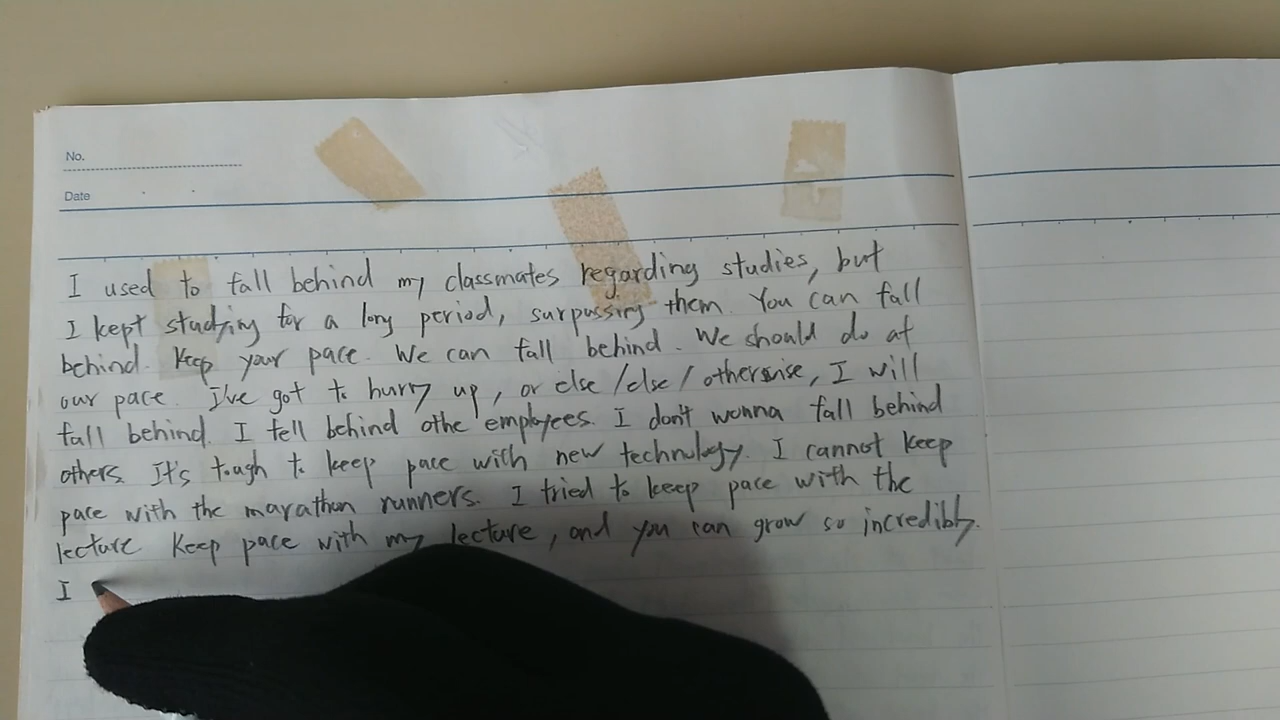 No.
Date
I used to fall behind my classmates regarding studies, but
I kept studying for a long period, surpassing them. You can fall
behind. Keep your pace. We can fall behind. We should do at
our pace. I've got to hurry up, or else /else / otherwise, I will
fall behind. I fell behind othe employees. I don't wonna fall behind
others. It's tough to keep pace with new technology. I cannot keep
pace with the marathon runners. I tried to keep pace with the
lecture. Keep pace with my lecture, and you can grow so incredibly.
I